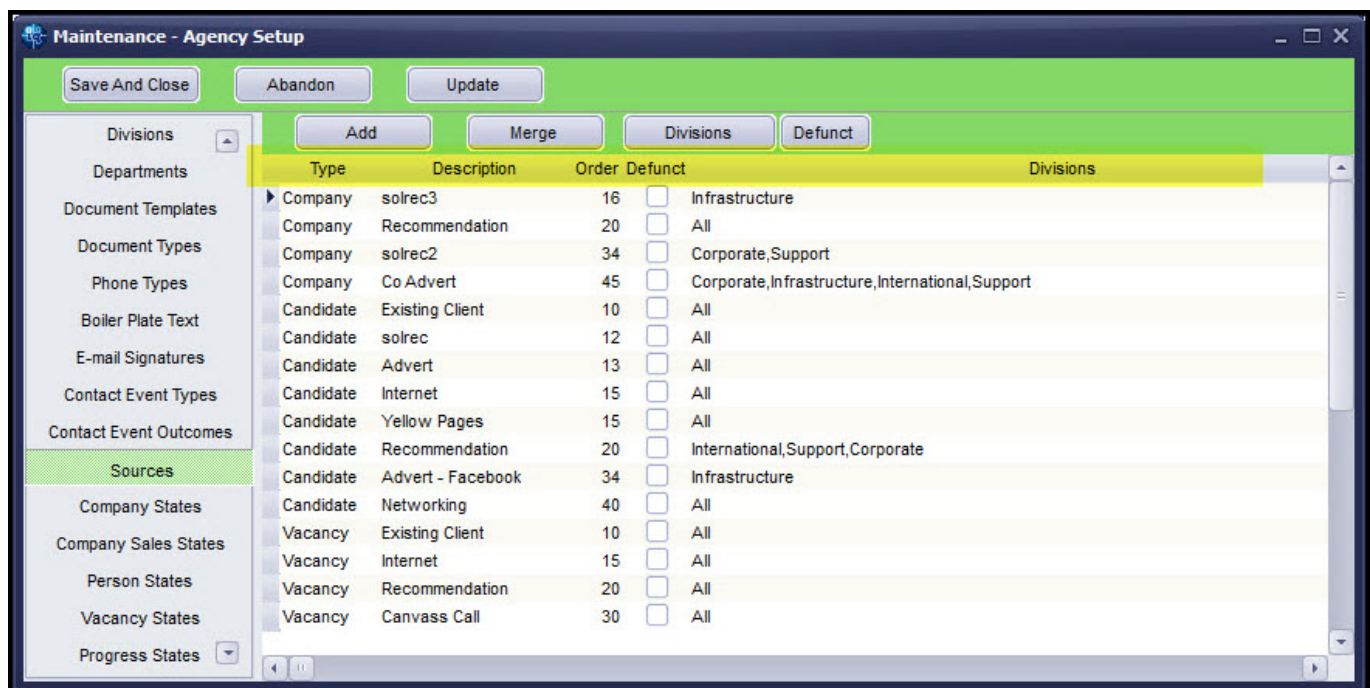 Maintenance - Agency Setup
Save And Close Abandon Update
Add Merge Divisions Defunct
Divisions
Departments
Document Templates
Document Types
Phone Types
Boiler Plate Text
E-mail Signatures
Contact Event Types
Contact Event Outcomes
Sources
Company States
Company Sales States
Person States
Vacancy States
Progress States
Type Description Order Defunct Divisions
Company solrec3 16 Infrastructure
Company Recommendation 20 All
Company solrec2 34 Corporate,Support
Company Co Advert 45 Corporate,Infrastructure,International,Support
Candidate Existing Client 10 All
Candidate solrec 12 All
Candidate Advert 13 All
Candidate Internet 15 All
Candidate Yellow Pages 15 All
Candidate Recommendation 20 International,Support,Corporate
Candidate Advert - Facebook 34 Infrastructure
Candidate Networking 40 All
Vacancy Existing Client 10 All
Vacancy Internet 15 All
Vacancy Recommendation 20 All
Vacancy Canvass Call 30 All